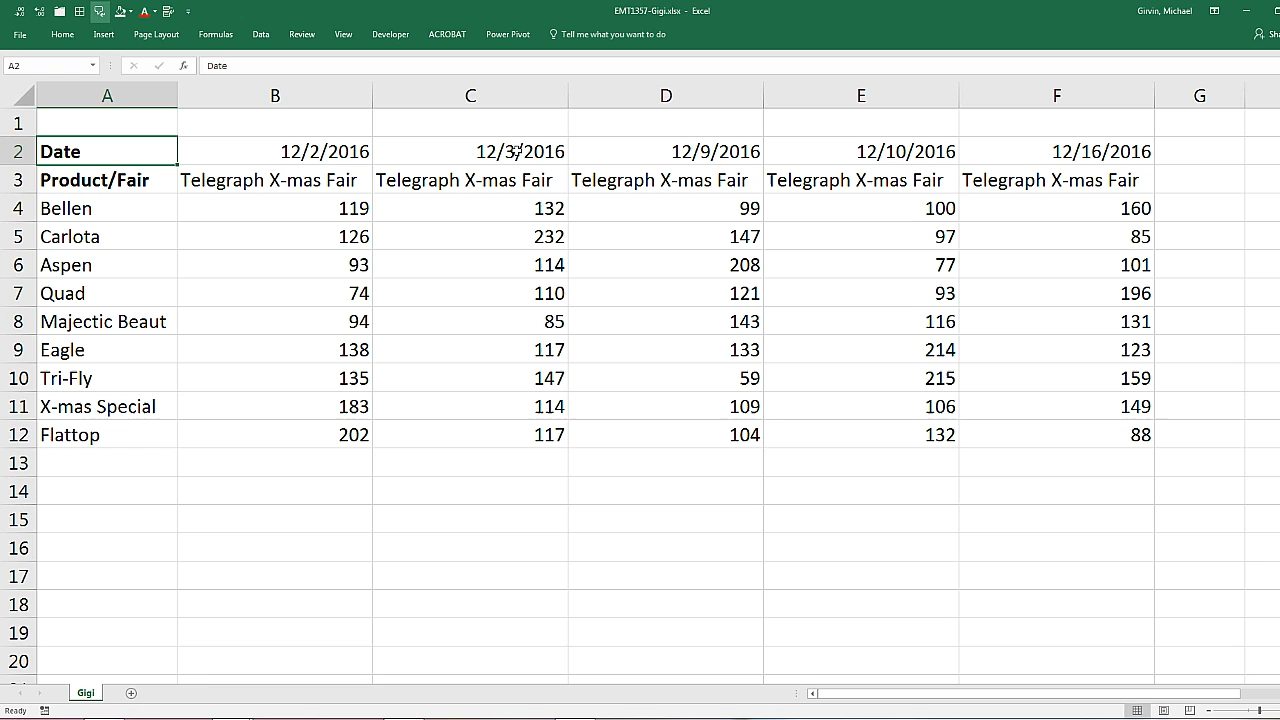 EMT1357-Gigi.xlsx - Excel
Girvin, Michael
File Home Insert Page Layout Formulas Data Review View Developer ACROBAT Power Pivot Tell me what you want to do
A2 fx Date
A B C D E F G
1
2 Date 12/2/2016 12/3/2016 12/9/2016 12/10/2016 12/16/2016
3 Product/Fair Telegraph X-mas Fair Telegraph X-mas Fair Telegraph X-mas Fair Telegraph X-mas Fair Telegraph X-mas Fair
4 Bellen 119 132 99 100 160
5 Carlota 126 232 147 97 85
6 Aspen 93 114 208 77 101
7 Quad 74 110 121 93 196
8 Majectic Beaut 94 85 143 116 131
9 Eagle 138 117 133 214 123
10 Tri-Fly 135 147 59 215 159
11 X-mas Special 183 114 109 106 149
12 Flattop 202 117 104 132 88
13
14
15
16
17
18
19
20
Gigi
Ready